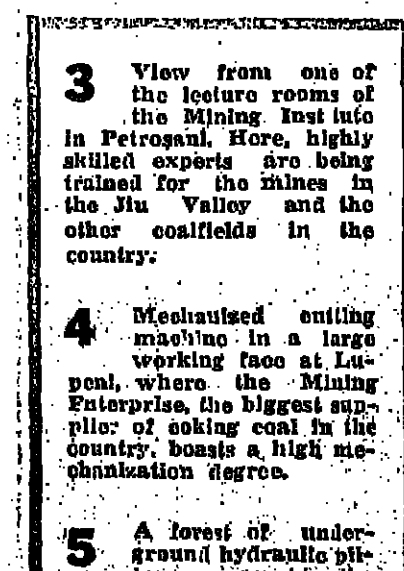 3 View from one of
the lecture rooms of
the Mining Institute
in Petroșani. Here, highly
skilled experts are being
trained for the mines in
the Jiu Valley and the
other coalfields in the
country.
4 Mechanized cutting
machine in a large
working face at Lu-
peni, where the Mining
Enterprise, the biggest sup-
plier of coking coal in the
country, boasts a high me-
chanization degree.
5 A forest of under-
ground hydraulic pil-